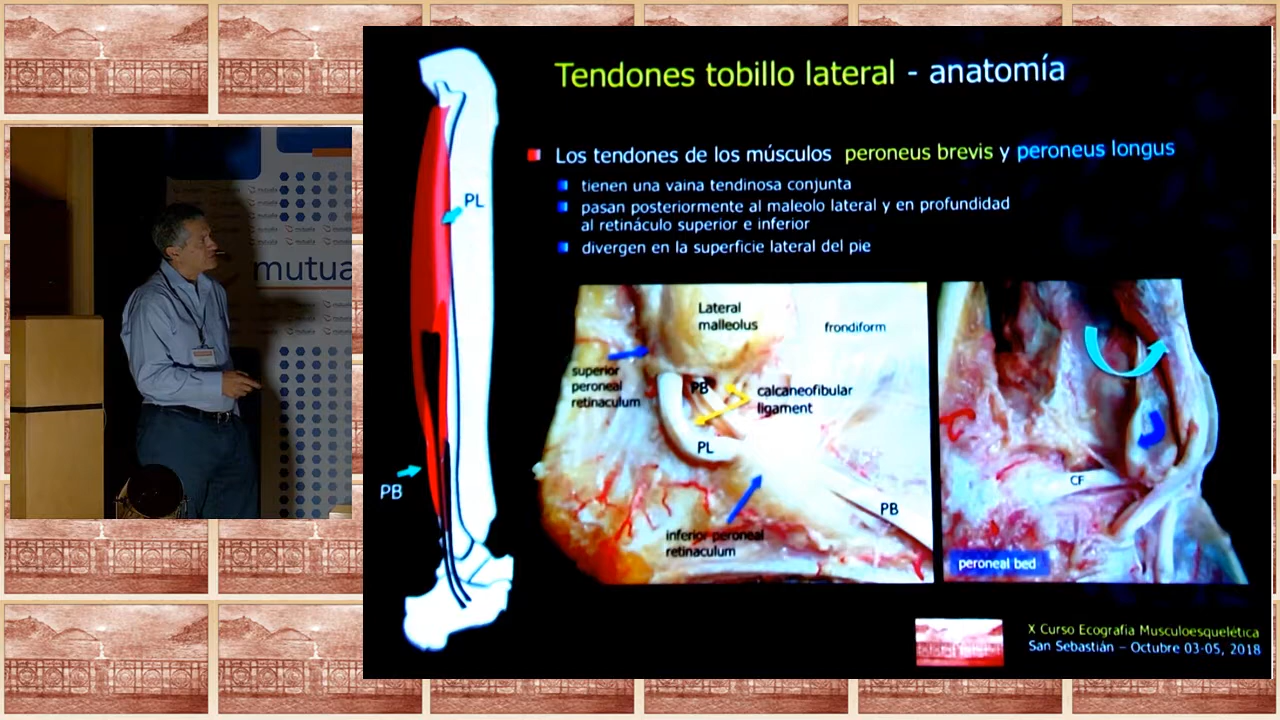 Tendones tobillo lateral - anatomía
Los tendones de los músculos peroneus brevis y peroneus longus
tienen una vaina tendinosa conjunta
pasan posteriormente al maleolo lateral y en profundidad
al retináculo superior e inferior
divergen en la superficie lateral del pie
PL
PB
Lateral
malleolus
frondiform
superior
peroneal
retinaculum
PB
calcaneofibular
ligament
PL
PB
inferior peroneal
retinaculum
CF
peroneal bed
X Curso Ecografía Musculoesquelética
San Sebastián – Octubre 03-05, 2018
mutua